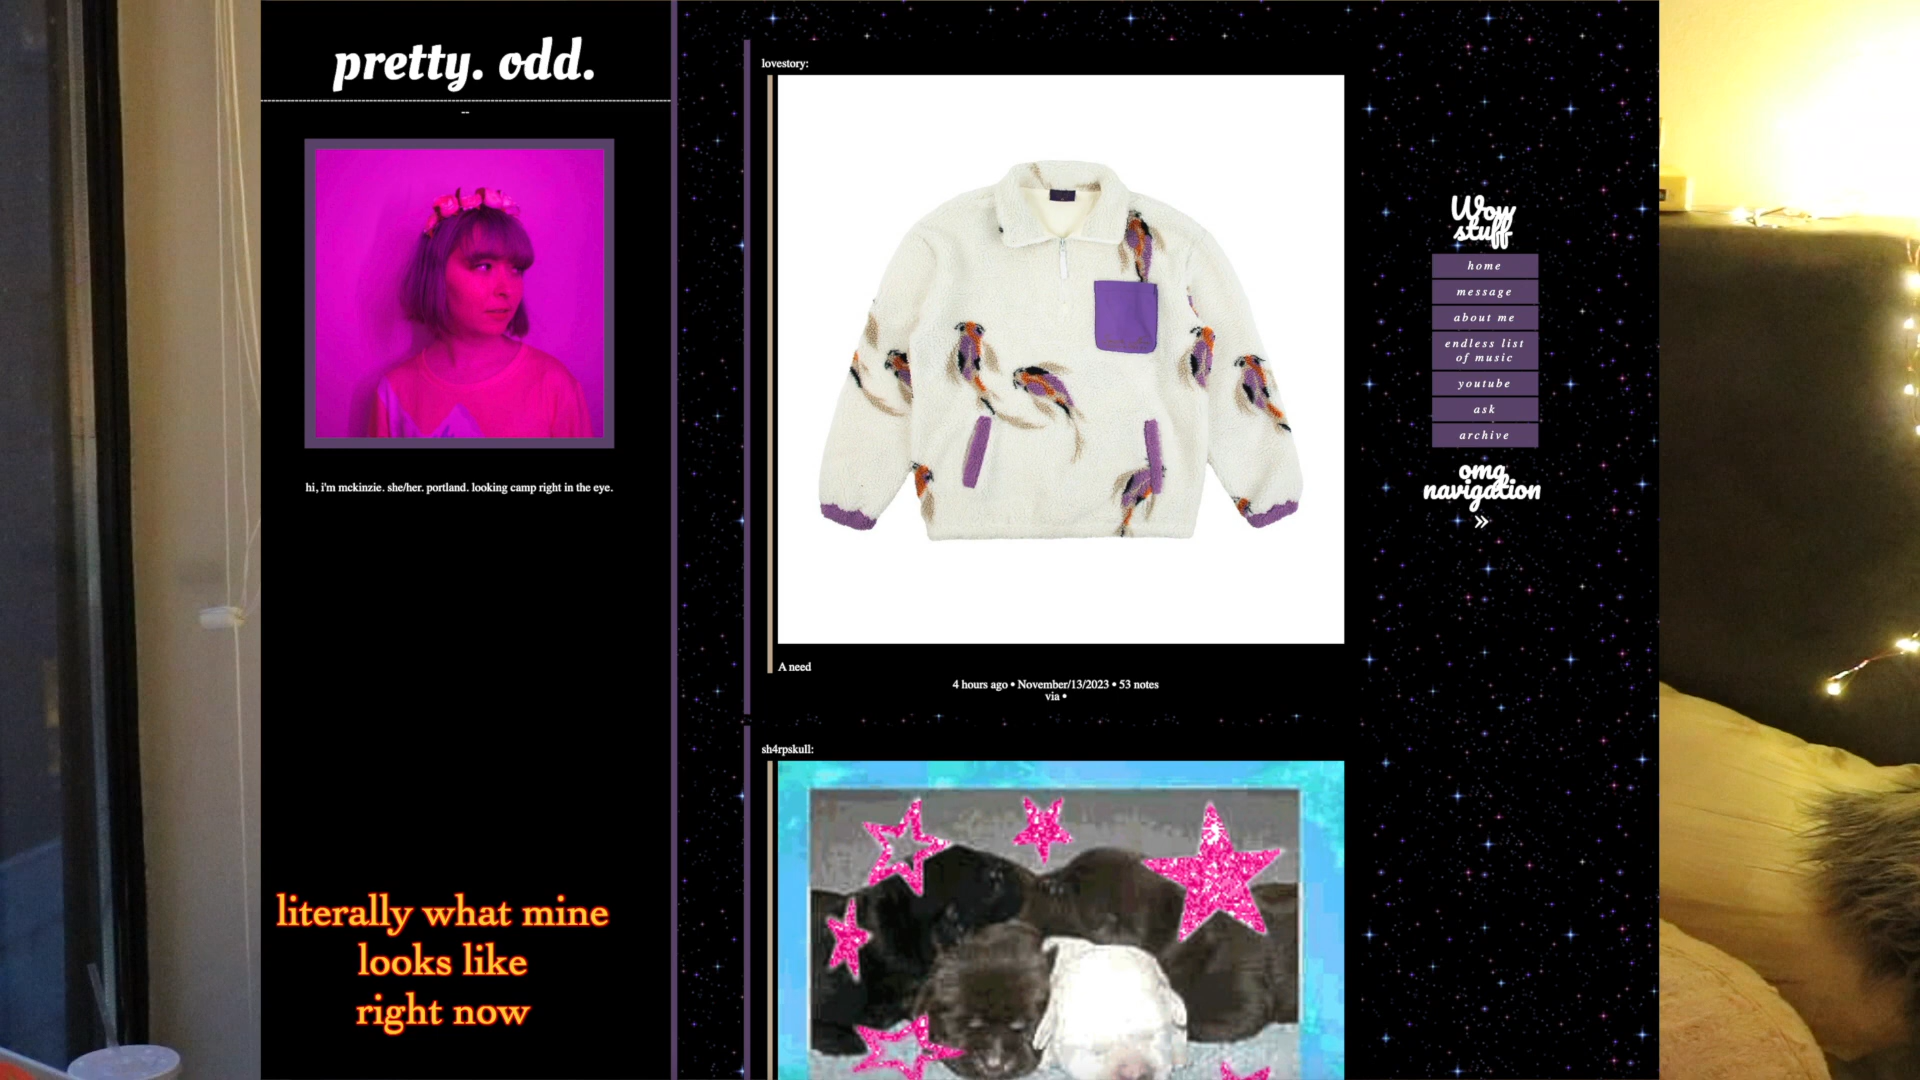 pretty. odd.
--
hi, i'm mckinzie. she/her. portland. looking camp right in the eye.
literally what mine
looks like
right now
lovestory:
A need
4 hours ago • November/13/2023 • 53 notes
via •
sh4rpskull:
Wow
stuff
home
message
about me
endless list
of music
youtube
ask
archive
omg
navigation
»